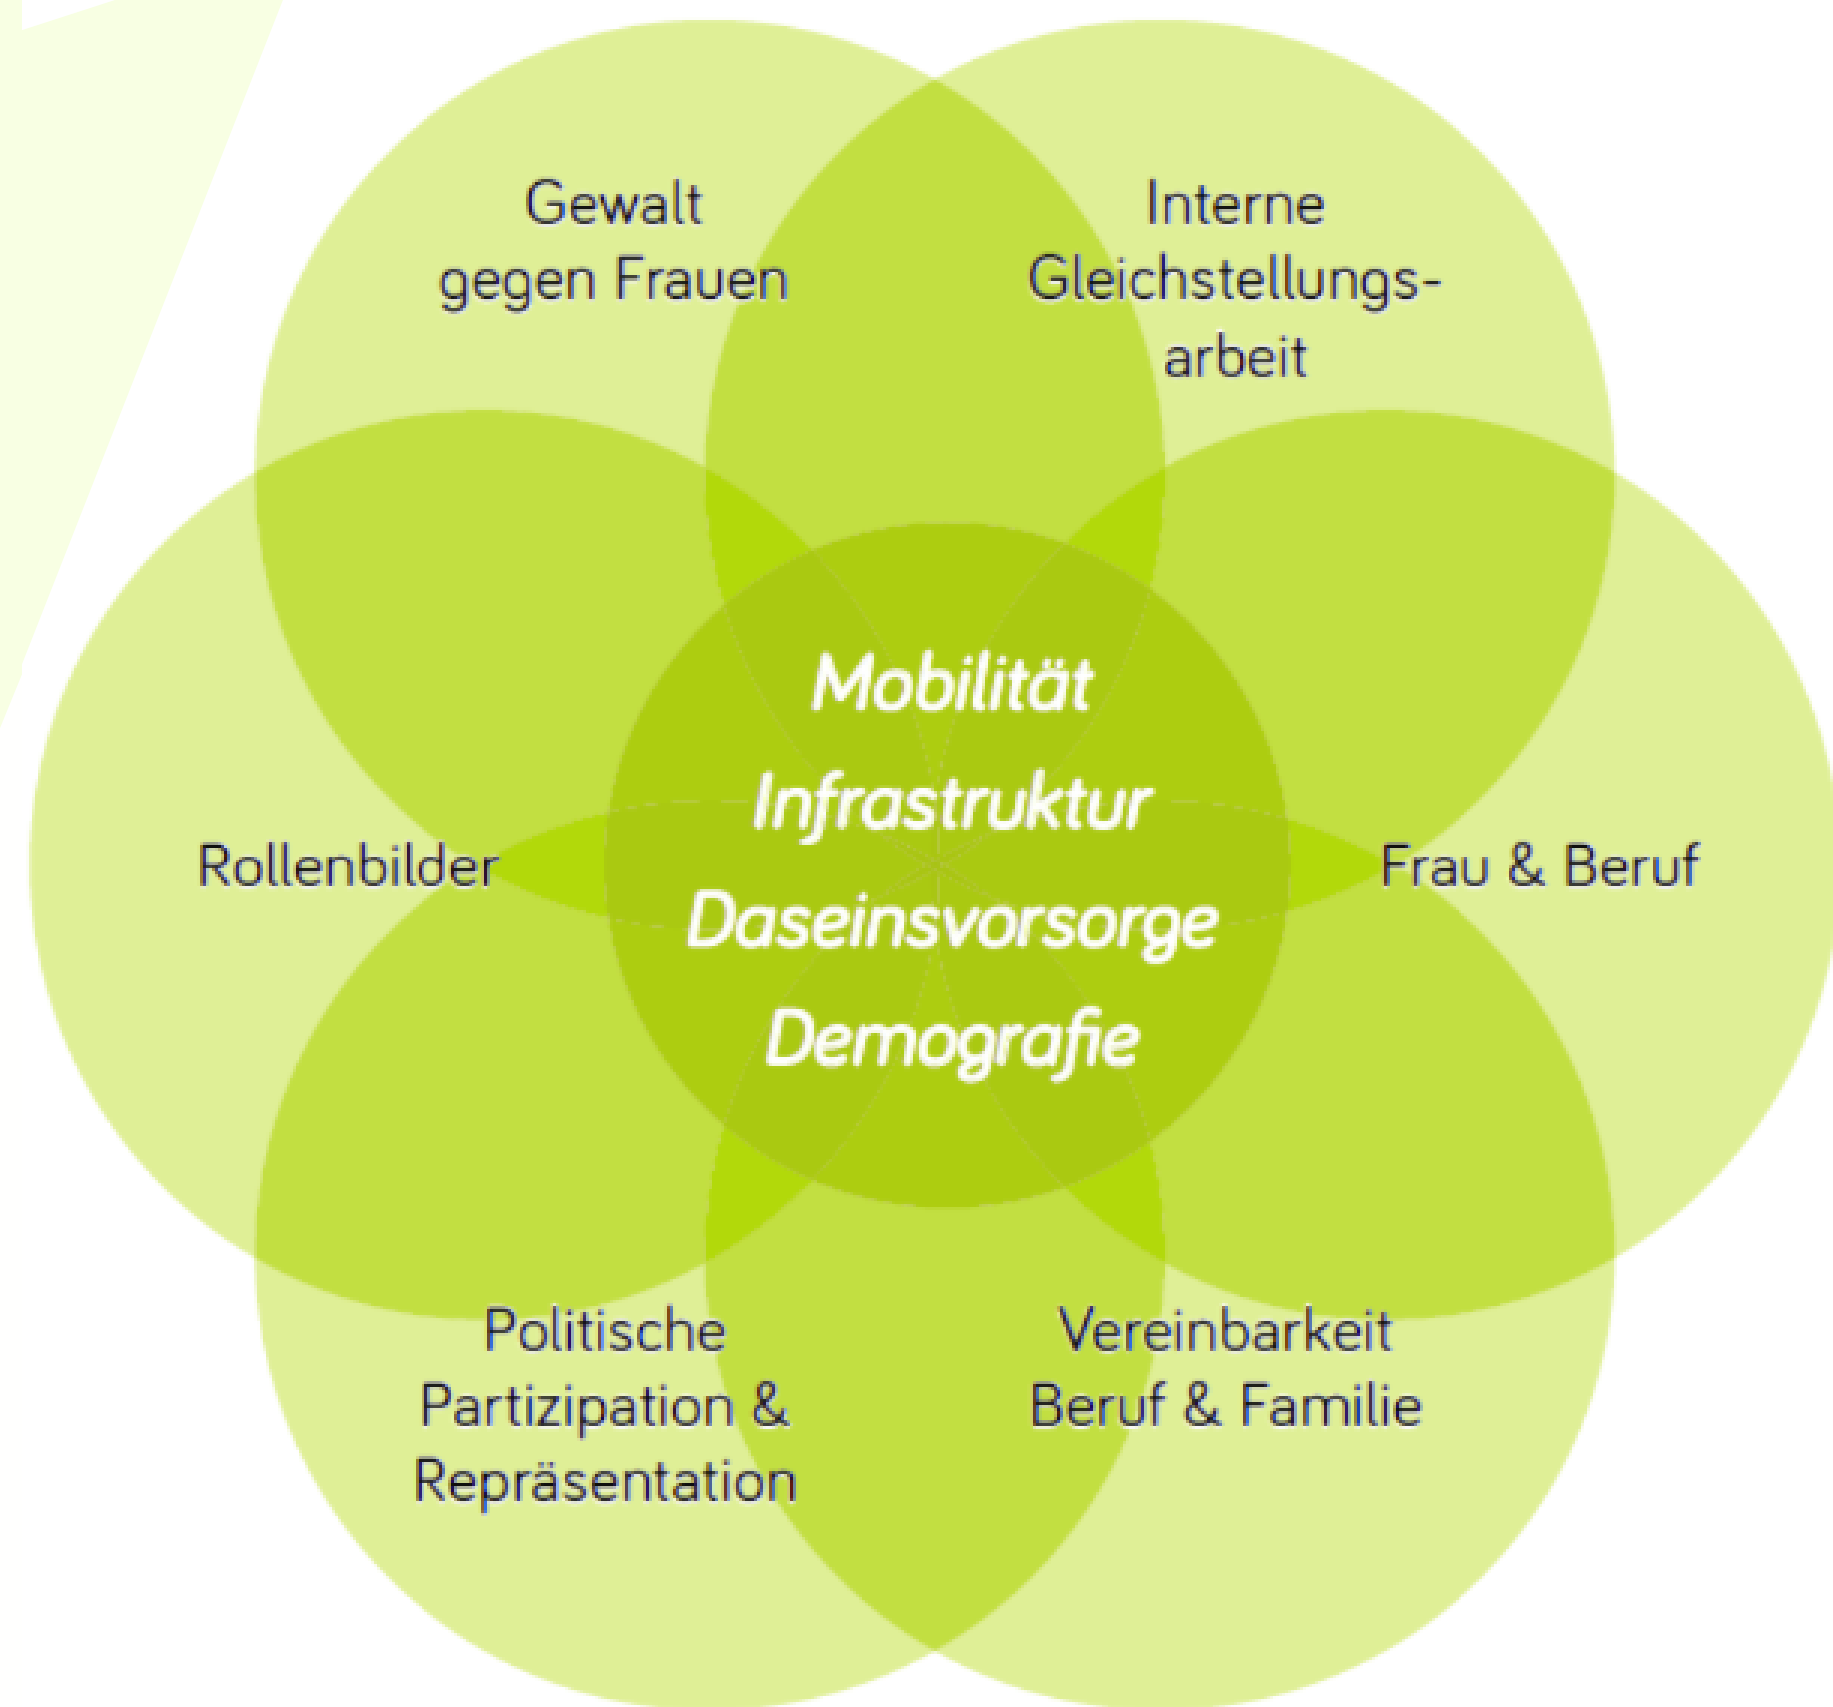 Gewalt
gegen Frauen
Interne
Gleichstellungs-
arbeit
Mobilität
Infrastruktur
Daseinsvorsorge
Demografie
Rollenbilder
Frau & Beruf
Politische
Partizipation &
Repräsentation
Vereinbarkeit
Beruf & Familie